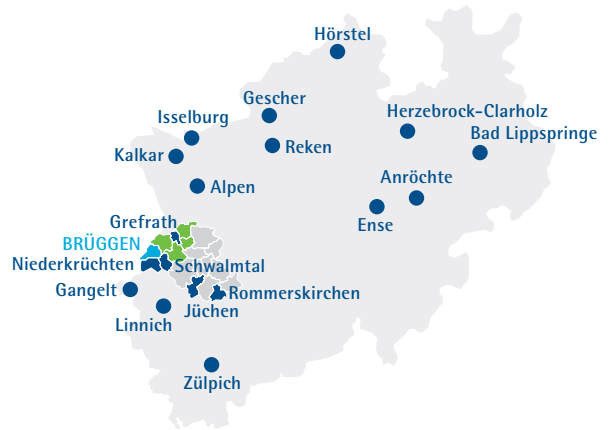 Hörstel
Gescher
Isselburg
Herzebrock-Clarholz
Bad Lippspringe
Kalkar
Reken
Alpen
Anröchte
Grefrath
Ense
BRÜGGEN
Niederkrüchten
Schwalmtal
Gangelt
Rommerskirchen
Jüchen
Linnich
Zülpich